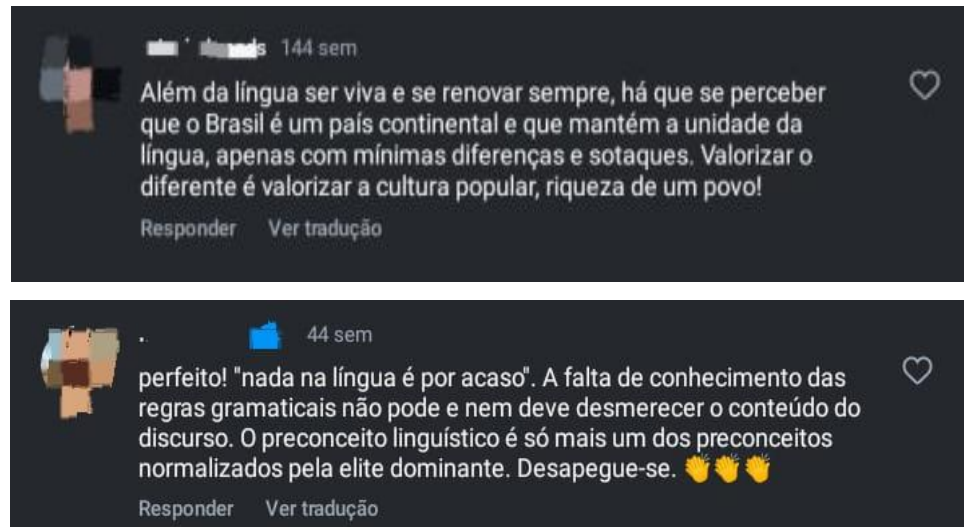 144 sem
Além da língua ser viva e se renovar sempre, há que se perceber
que o Brasil é um país continental e que mantém a unidade da
língua, apenas com mínimas diferenças e sotaques. Valorizar o
diferente é valorizar a cultura popular, riqueza de um povo!
Responder Ver tradução
44 sem
perfeito! "nada na língua é por acaso". A falta de conhecimento das
regras gramaticais não pode e nem deve desmerecer o conteúdo do
discurso. O preconceito linguístico é só mais um dos preconceitos
normalizados pela elite dominante. Desapegue-se. 👏👏👏
Responder Ver tradução